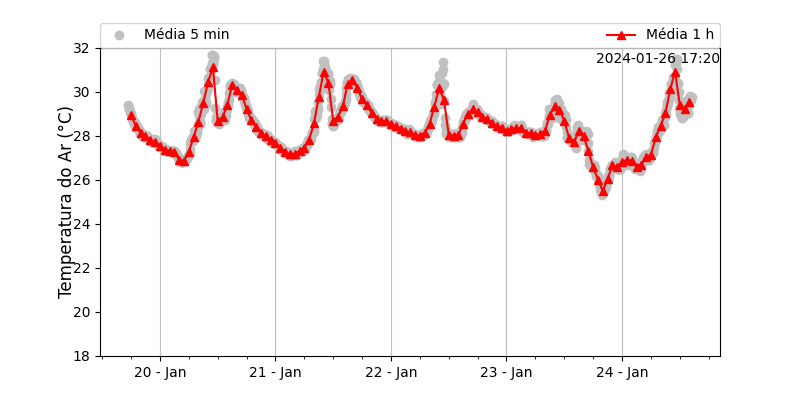 Média 5 min
Média 1 h
2024-01-26 17:20
Temperatura do Ar (°C)
32
30
28
26
24
22
20
18
20 - Jan
21 - Jan
22 - Jan
23 - Jan
24 - Jan